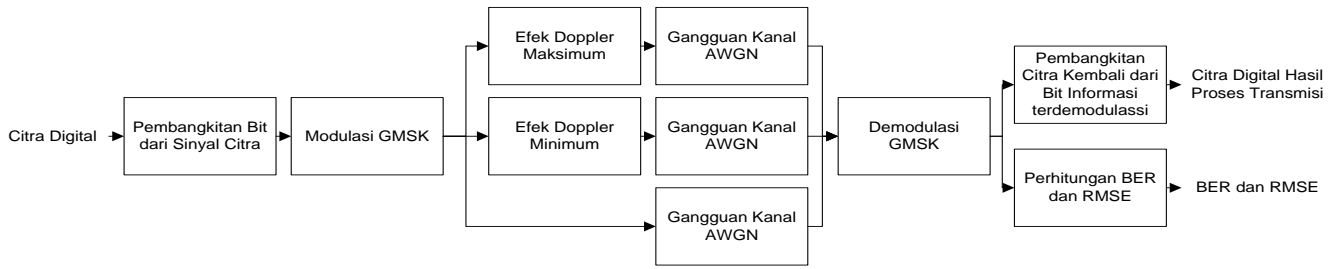 Citra Digital
Pembangkitan Bit
dari Sinyal Citra
Modulasi GMSK
Efek Doppler
Maksimum
Gangguan Kanal
AWGN
Efek Doppler
Minimum
Gangguan Kanal
AWGN
Gangguan Kanal
AWGN
Demodulasi
GMSK
Pembangkitan
Citra Kembali dari
Bit Informasi
terdemodulassi
Citra Digital Hasil
Proses Transmisi
Perhitungan BER
dan RMSE
BER dan RMSE